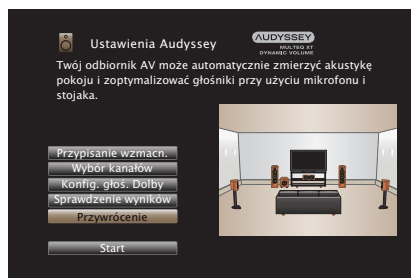 Ustawienia Audyssey
AUDYSSEY
MULTEQ XT
DYNAMIC VOLUME
Twój odbiornik AV może automatycznie zmierzyć akustykę
pokoju i zoptymalizować głośniki przy użyciu mikrofonu i
stojaka.
Przypisanie wzmacn.
Wybór kanałów
Konfig. głoś. Dolby
Sprawdzenie wyników
Przywrócenie
Start